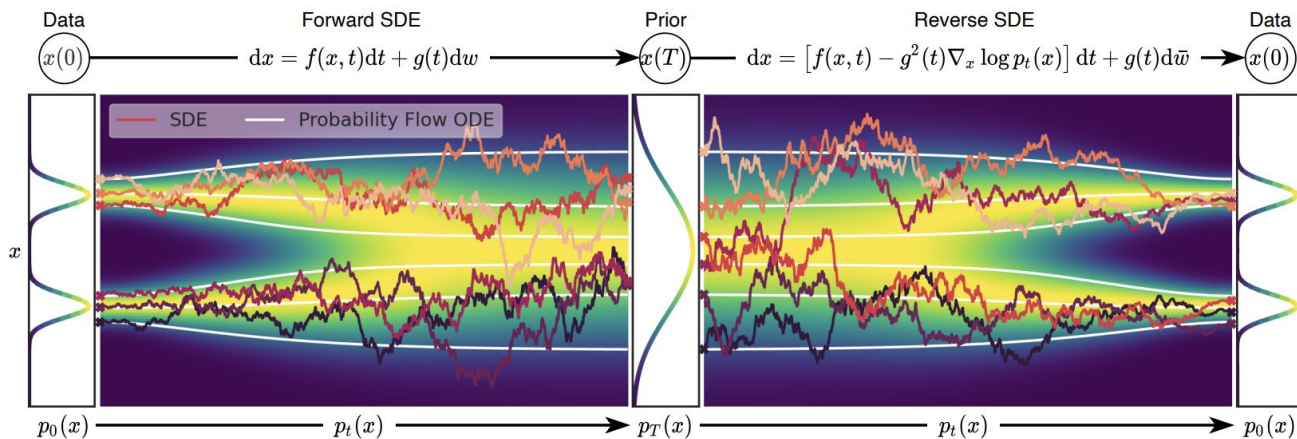 Data Forward SDE Prior Reverse SDE Data
x(0) dx = f(x, t)dt + g(t)dw x(T) dx = [f(x, t) − g²(t)∇ₓ log pₜ(x)] dt + g(t)dw̄ x(0)
SDE Probability Flow ODE
x
p₀(x) pₜ(x) p_T(x) pₜ(x) p₀(x)